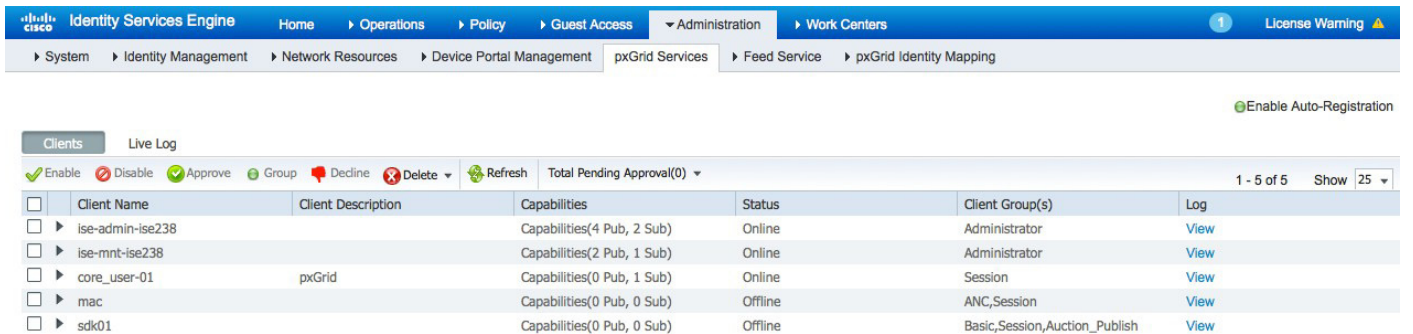 CISCO Identity Services Engine Home Operations Policy Guest Access Administration Work Centers 1 License Warning
System Identity Management Network Resources Device Portal Management pxGrid Services Feed Service pxGrid Identity Mapping
Enable Auto-Registration
Clients Live Log
Enable Disable Approve Group Decline Delete Refresh Total Pending Approval(0) 1 - 5 of 5 Show 25
Client Name Client Description Capabilities Status Client Group(s) Log
ise-admin-ise238 Capabilities(4 Pub, 2 Sub) Online Administrator View
ise-mnt-ise238 Capabilities(2 Pub, 1 Sub) Online Administrator View
core_user-01 pxGrid Capabilities(0 Pub, 1 Sub) Online Session View
mac Capabilities(0 Pub, 0 Sub) Offline ANC,Session View
sdk01 Capabilities(0 Pub, 0 Sub) Offline Basic,Session,Auction_Publish View